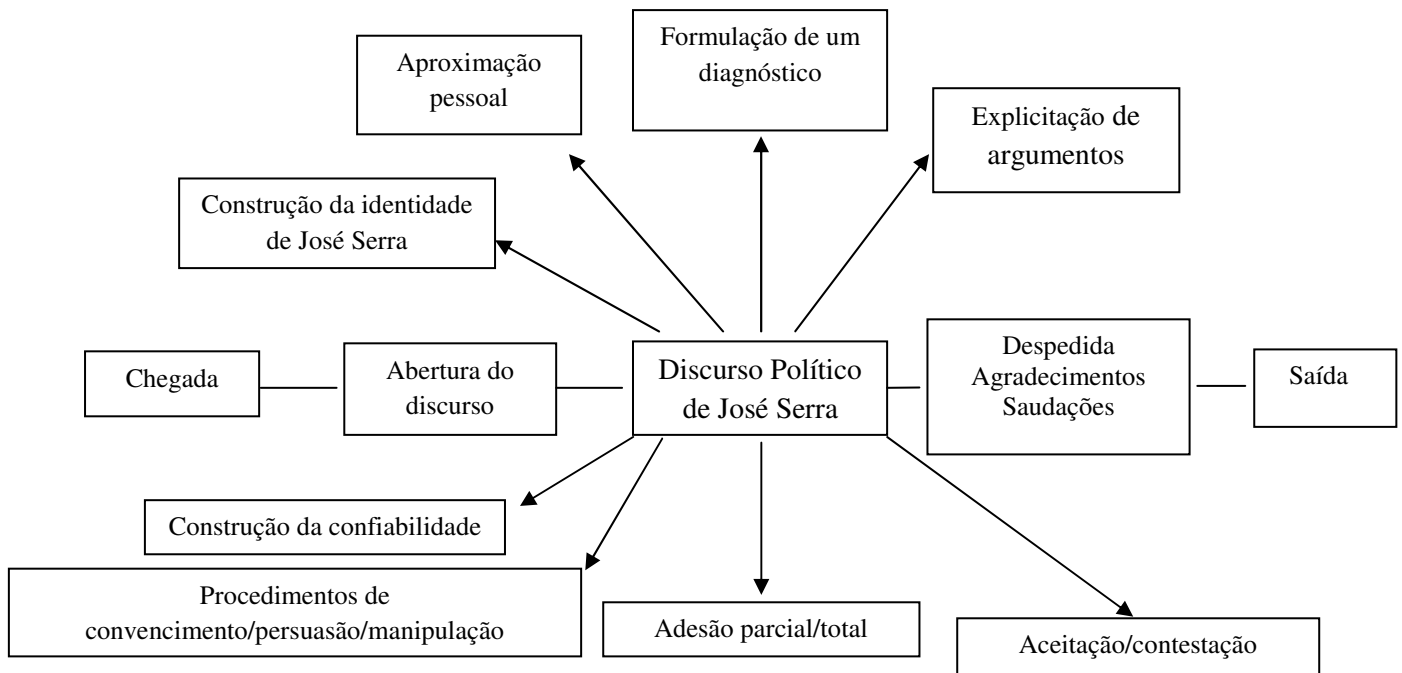 Formulação de um
diagnóstico
Aproximação
pessoal
Explicitação de
argumentos
Construção da identidade
de José Serra
Chegada
Abertura do
discurso
Discurso Político
de José Serra
Despedida
Agradecimentos
Saudações
Saída
Construção da confiabilidade
Procedimentos de
convencimento/persuasão/manipulação
Adesão parcial/total
Aceitação/contestação